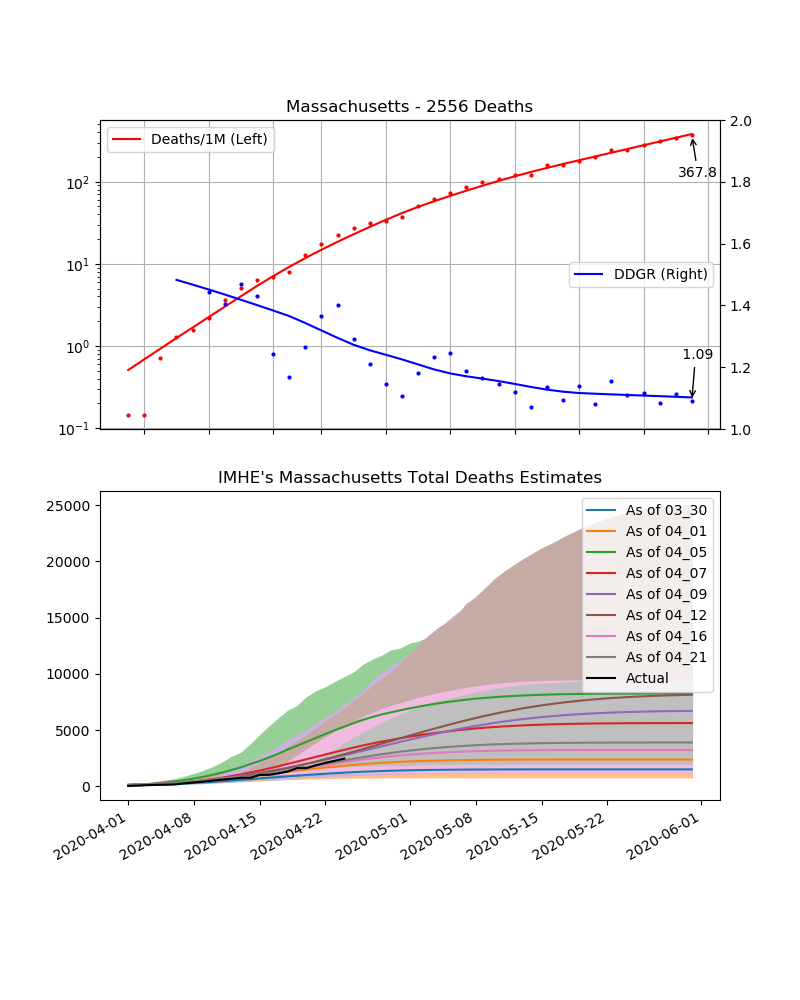 Massachusetts - 2556 Deaths
Deaths/1M (Left)
DDGR (Right)
367.8
1.09
10²
10¹
10⁰
10⁻¹
2.0
1.8
1.6
1.4
1.2
1.0
IMHE's Massachusetts Total Deaths Estimates
25000
20000
15000
10000
5000
0
As of 03_30
As of 04_01
As of 04_05
As of 04_07
As of 04_09
As of 04_12
As of 04_16
As of 04_21
Actual
2020-04-01
2020-04-08
2020-04-15
2020-04-22
2020-05-01
2020-05-08
2020-05-15
2020-05-22
2020-06-01